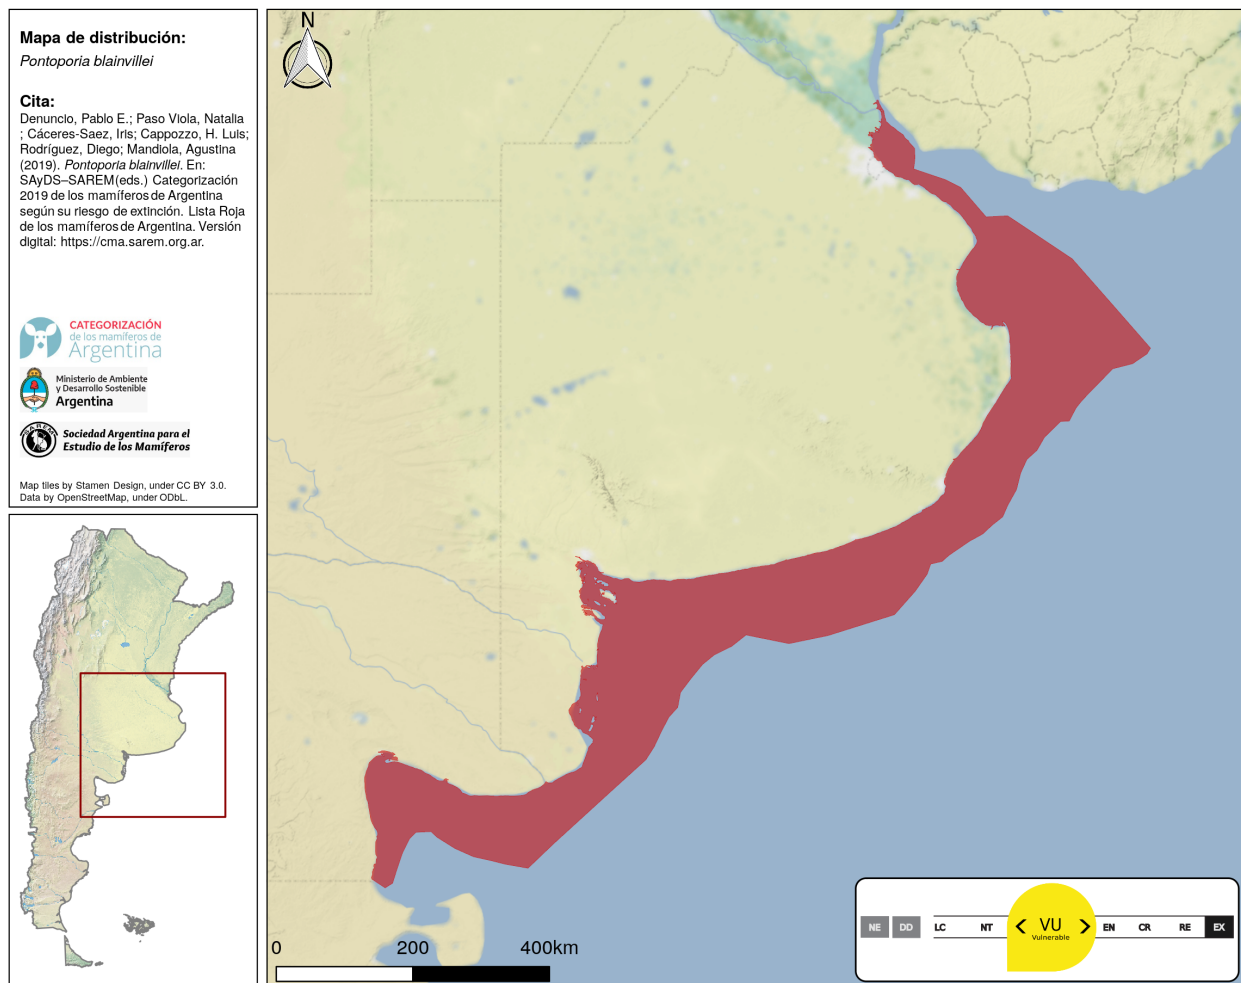 Mapa de distribución:
Pontoporia blainvillei
Cita:
Denuncio, Pablo E.; Paso Viola, Natalia
; Cáceres-Saez, Iris; Cappozzo, H. Luis;
Rodríguez, Diego; Mandiola, Agustina
(2019). Pontoporia blainvillei. En:
SAyDS–SAREM(eds.) Categorización
2019 de los mamíferos de Argentina
según su riesgo de extinción. Lista Roja
de los mamíferos de Argentina. Versión
digital: https://cma.sarem.org.ar.
CATEGORIZACIÓN
de los mamíferos de
Argentina
Ministerio de Ambiente
y Desarrollo Sostenible
Argentina
SAREM
Sociedad Argentina para el
Estudio de los Mamíferos
Map tiles by Stamen Design, under CC BY 3.0.
Data by OpenStreetMap, under ODbL.
N
0 200 400km
NE DD LC NT < VU > EN CR RE EX
Vulnerable